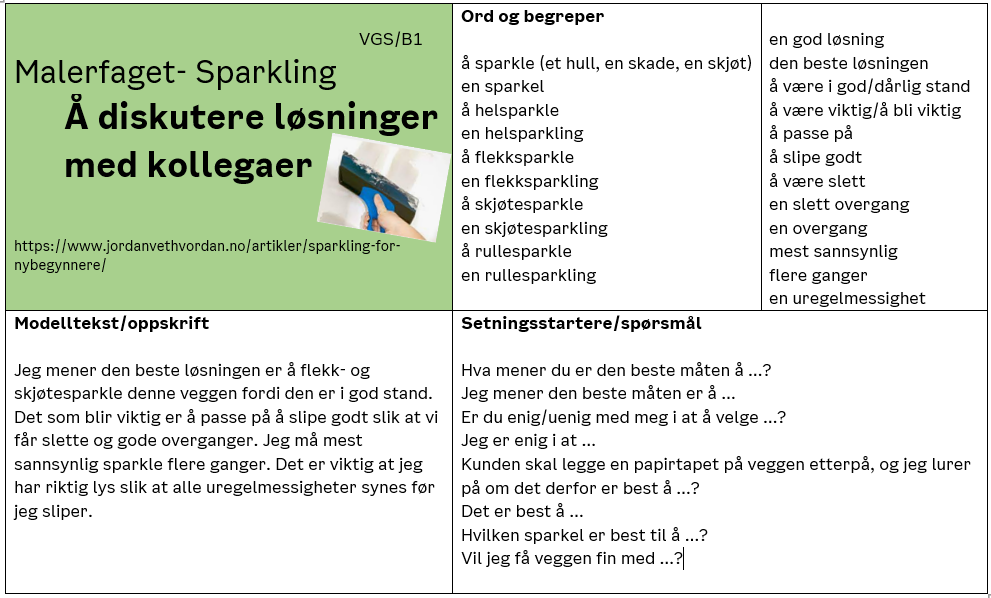 VGS/B1
Malerfaget- Sparkling
Å diskutere løsninger
med kollegaer
https://www.jordanvethvordan.no/artikler/sparkling-for-
nybegynnere/
Ord og begreper
å sparkle (et hull, en skade, en skjøt)
en sparkel
å helsparkle
en helsparkling
å flekksparkle
en flekksparkling
å skjøtesparkle
en skjøtesparkling
å rullesparkle
en rullesparkling
en god løsning
den beste løsningen
å være i god/dårlig stand
å være viktig/å bli viktig
å passe på
å slipe godt
å være slett
en slett overgang
en overgang
mest sannsynlig
flere ganger
en uregelmessighet
Modelltekst/oppskrift
Jeg mener den beste løsningen er å flekk- og
skjøtesparkle denne veggen fordi den er i god stand.
Det som blir viktig er å passe på å slipe godt slik at vi
får slette og gode overganger. Jeg må mest
sannsynlig sparkle flere ganger. Det er viktig at jeg
har riktig lys slik at alle uregelmessigheter synes før
jeg sliper.
Setningsstartere/spørsmål
Hva mener du er den beste måten å ...?
Jeg mener den beste måten er å ...
Er du enig/uenig med meg i at å velge ...?
Jeg er enig i at ...
Kunden skal legge en papirtapet på veggen etterpå, og jeg lurer
på om det derfor er best å ...?
Det er best å ...
Hvilken sparkel er best til å ...?
Vil jeg få veggen fin med ...?